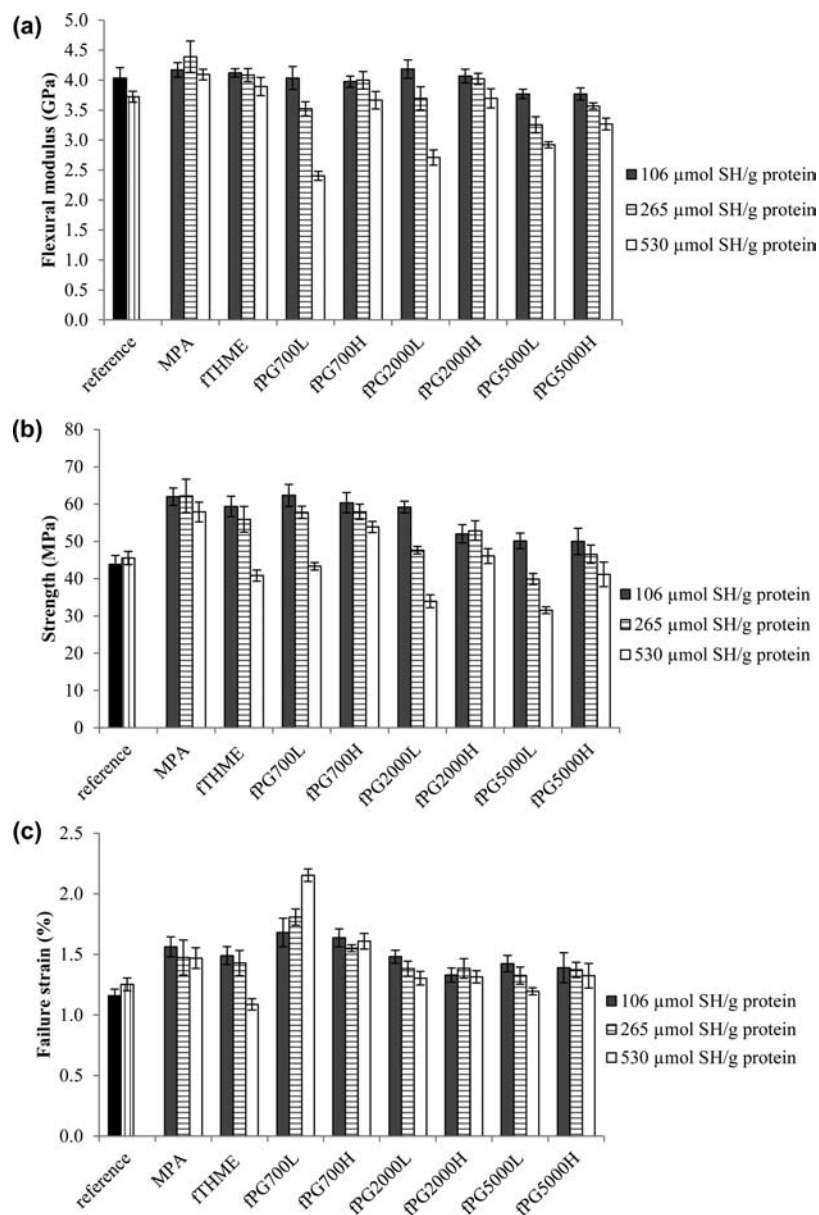 (a)
Flexural modulus (GPa)
5.0
4.5
4.0
3.5
3.0
2.5
2.0
1.5
1.0
0.5
0.0
reference
MPA
fTHME
fPG700L
fPG700H
fPG2000L
fPG2000H
fPG5000L
fPG5000H
106 µmol SH/g protein
265 µmol SH/g protein
530 µmol SH/g protein
(b)
Strength (MPa)
80
70
60
50
40
30
20
10
0
reference
MPA
fTHME
fPG700L
fPG700H
fPG2000L
fPG2000H
fPG5000L
fPG5000H
106 µmol SH/g protein
265 µmol SH/g protein
530 µmol SH/g protein
(c)
Failure strain (%)
2.5
2.0
1.5
1.0
0.5
0.0
reference
MPA
fTHME
fPG700L
fPG700H
fPG2000L
fPG2000H
fPG5000L
fPG5000H
106 µmol SH/g protein
265 µmol SH/g protein
530 µmol SH/g protein